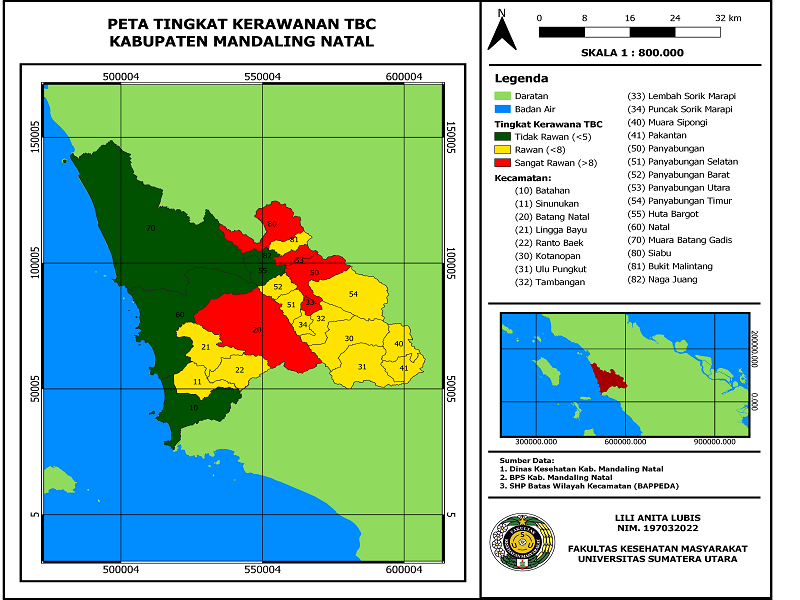 PETA TINGKAT KERAWANAN TBC
KABUPATEN MANDALING NATAL
500004 550004 600004
150005 150005
100005 100005
50005 50005
5 5
500004 550004 600004
70
80
81
82
53
55
50
52
54
51
33
60
34
32
20
21
30
40
22
31
41
11
10
N
0 8 16 24 32 km
SKALA 1 : 800.000
Legenda
Daratan
Badan Air
Tingkat Kerawana TBC
Tidak Rawan (<5)
Rawan (<8)
Sangat Rawan (>8)
Kecamatan:
(10) Batahan
(11) Sinunukan
(20) Batang Natal
(21) Lingga Bayu
(22) Ranto Baek
(30) Kotanopan
(31) Ulu Pungkut
(32) Tambangan
(33) Lembah Sorik Marapi
(34) Puncak Sorik Marapi
(40) Muara Sipongi
(41) Pakantan
(50) Panyabungan
(51) Panyabungan Selatan
(52) Panyabungan Barat
(53) Panyabungan Utara
(54) Panyabungan Timur
(55) Huta Bargot
(60) Natal
(70) Muara Batang Gadis
(80) Siabu
(81) Bukit Malintang
(82) Naga Juang
200000.000
0.000
300000.000 600000.000 900000.000
Sumber Data:
1. Dinas Kesehatan Kab. Mandaling Natal
2. BPS Kab. Mandaling Natal
3. SHP Batas Wilayah Kecamatan (BAPPEDA)
LILI ANITA LUBIS
NIM. 197032022
FAKULTAS KESEHATAN MASYARAKAT
UNIVERSITAS SUMATERA UTARA